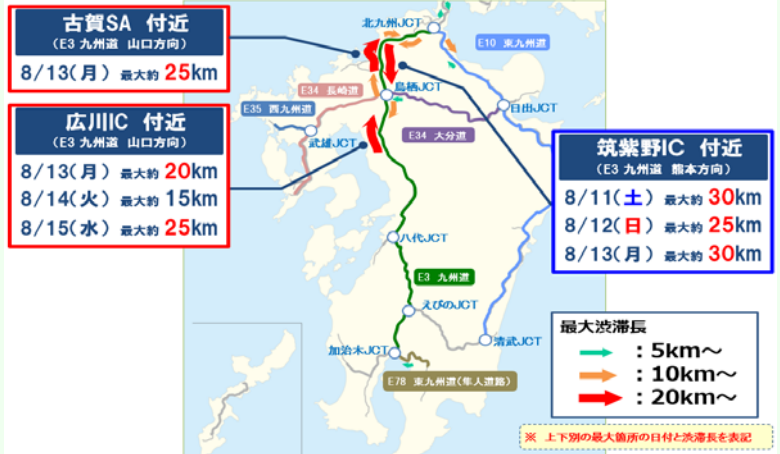 古賀SA 付近
(E3 九州道 山口方向)
8/13(月) 最大約 25km
広川IC 付近
(E3 九州道 山口方向)
8/13(月) 最大約 20km
8/14(火) 最大約 15km
8/15(水) 最大約 25km
北九州JCT
E10 東九州道
鳥栖JCT
E34 長崎道
日出JCT
E35 西九州道
E34 大分道
武雄JCT
筑紫野IC 付近
(E3 九州道 熊本方向)
8/11(土) 最大約 30km
8/12(日) 最大約 25km
8/13(月) 最大約 30km
八代JCT
E3 九州道
えびのJCT
清武JCT
加治木JCT
E78 東九州道(隼人道路)
最大渋滞長
：5km～
：10km～
：20km～
※ 上下別の最大箇所の日付と渋滞長を表記